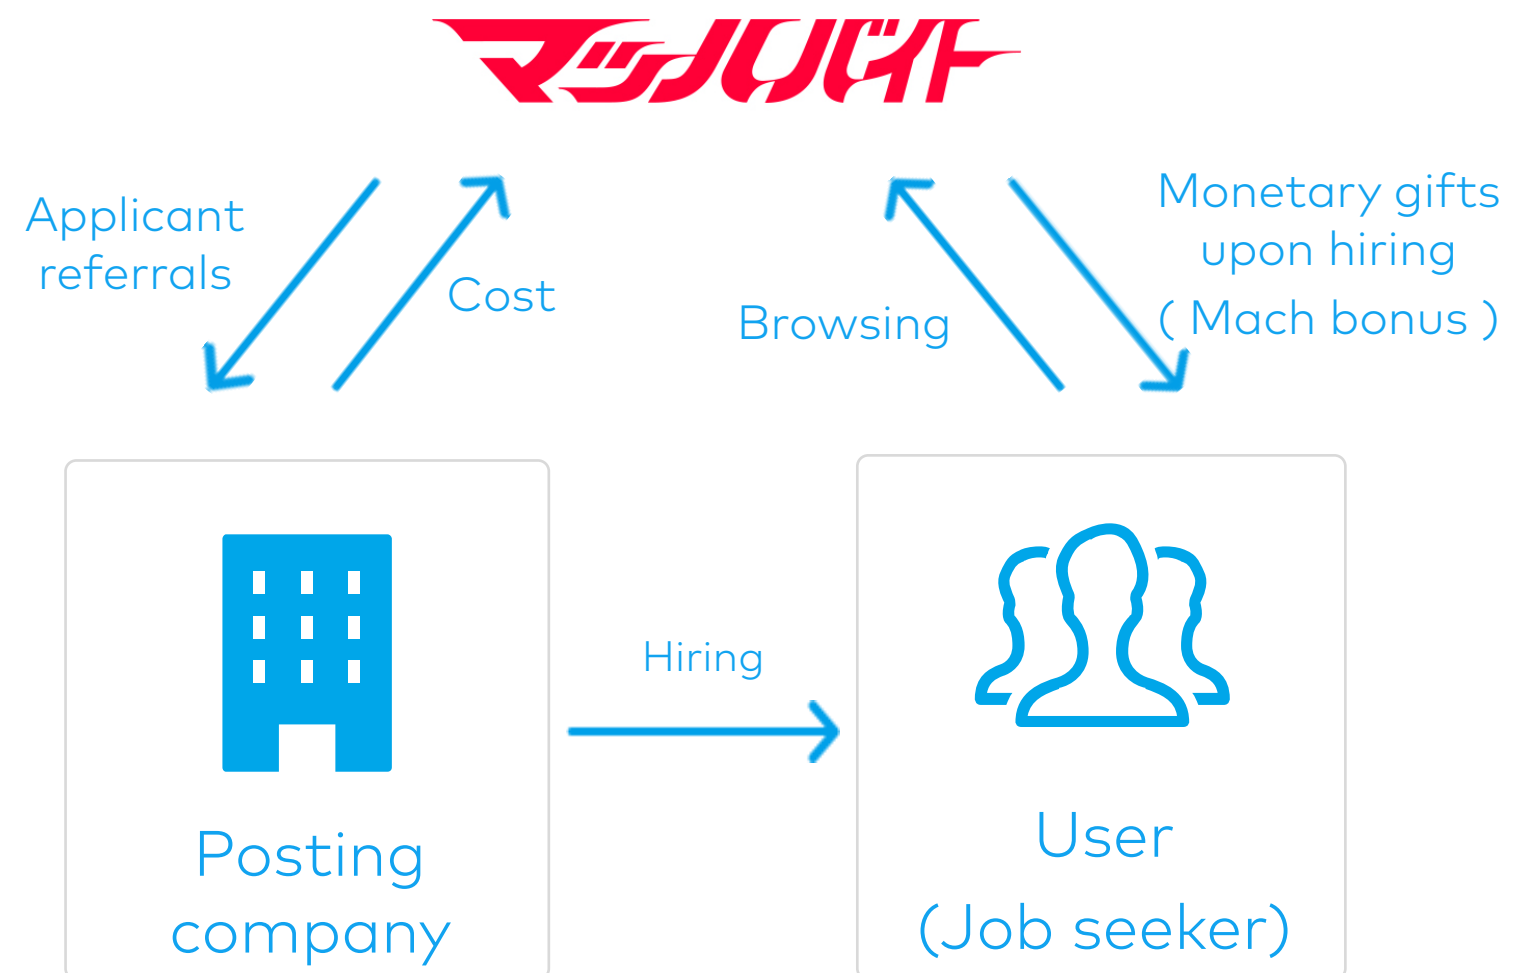 マッハバイト
Applicant
referrals
Cost
Browsing
Monetary gifts
upon hiring
( Mach bonus )
Hiring
Posting
company
User
(Job seeker)